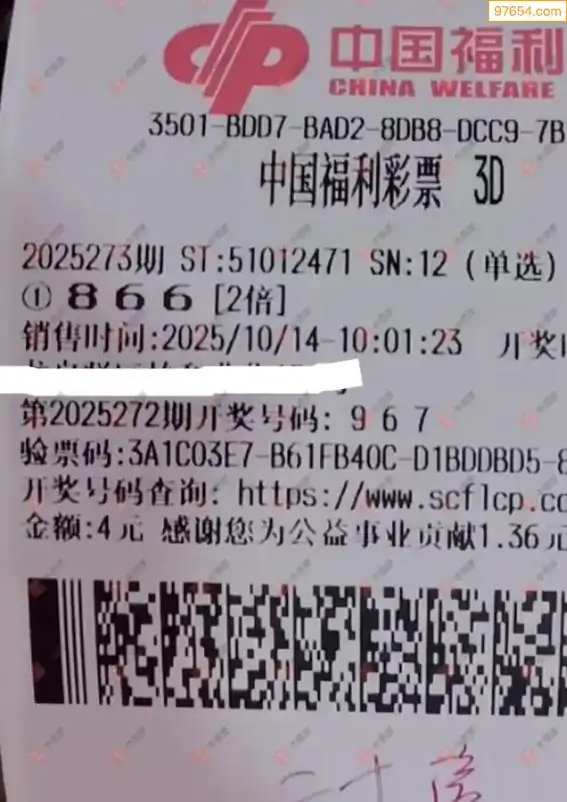 97654.com
中国福利
CHINA WELFARE
3501-BDD7-BAD2-8DB8-DCC9-7B
中国福利彩票 3D
2025273期 ST:51012471 SN:12 (单选)
① 8 6 6 [2倍]
销售时间:2025/10/14-10:01:23 开奖
第2025272期开奖号码: 9 6 7
验票码:3A1C03E7-B61FB40C-D1BDDBD5-8
开奖号码查询: https://www.scflcp.co
金额:4元 感谢您为公益事业贡献1.36元
二十倍